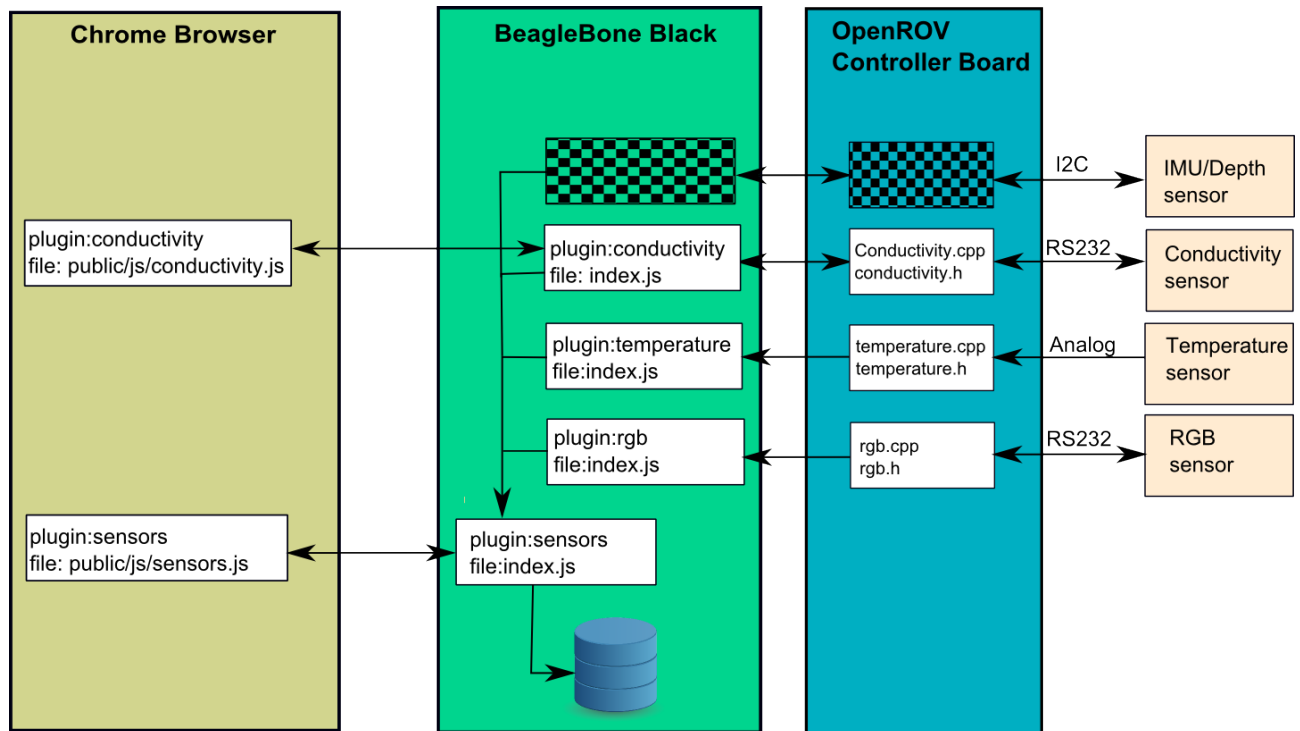 Chrome Browser
BeagleBone Black
OpenROV
Controller Board
I2C
IMU/Depth
sensor
plugin:conductivity
file: public/js/conductivity.js
plugin:conductivity
file: index.js
Conductivity.cpp
conductivity.h
RS232
Conductivity
sensor
plugin:temperature
file:index.js
temperature.cpp
temperature.h
Analog
Temperature
sensor
plugin:rgb
file:index.js
rgb.cpp
rgb.h
RS232
RGB
sensor
plugin:sensors
file: public/js/sensors.js
plugin:sensors
file:index.js